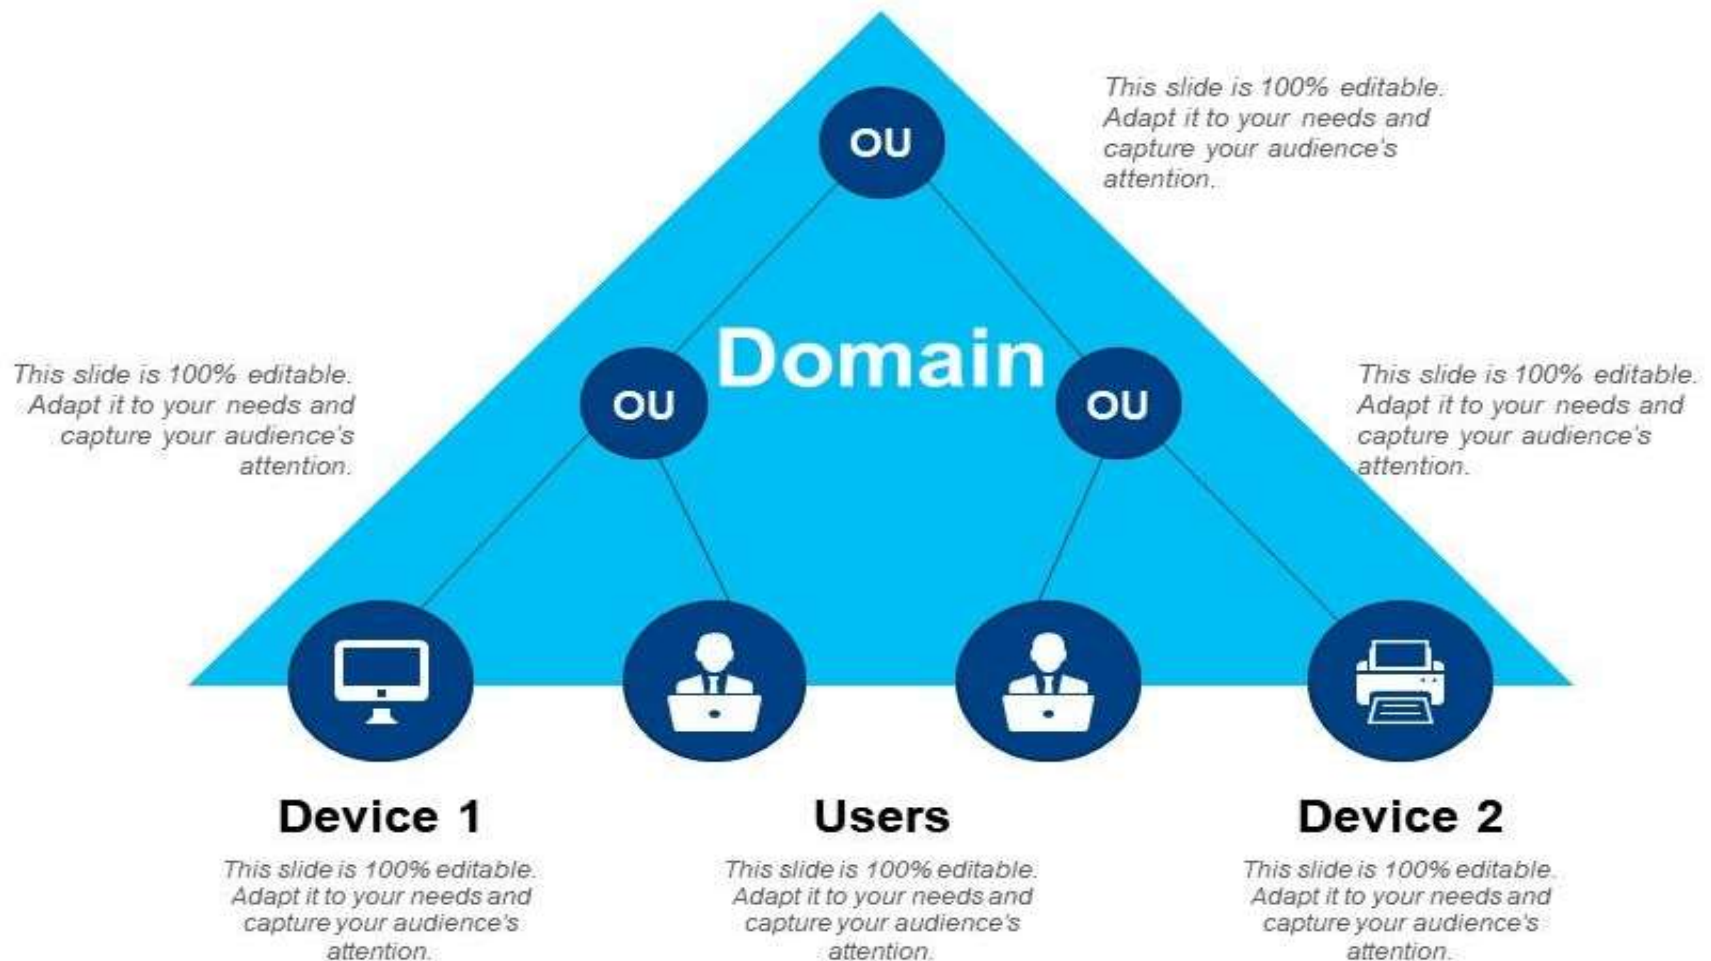 OU
This slide is 100% editable.
Adapt it to your needs and
capture your audience's
attention.
Domain
This slide is 100% editable.
Adapt it to your needs and
capture your audience's
attention.
OU
OU
This slide is 100% editable.
Adapt it to your needs and
capture your audience's
attention.
Device 1
This slide is 100% editable.
Adapt it to your needs and
capture your audience's
attention.
Users
This slide is 100% editable.
Adapt it to your needs and
capture your audience's
attention.
Device 2
This slide is 100% editable.
Adapt it to your needs and
capture your audience's
attention.